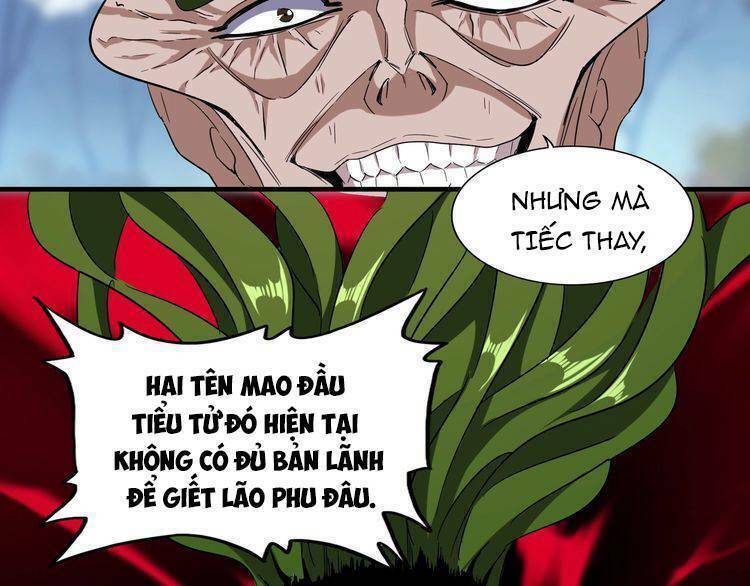 NHƯNG MÀ
TIẾC THAY,
HAI TÊN MAO ĐẦU
TIỂU TỬ ĐÓ HIỆN TẠI
KHÔNG CÓ ĐỦ BẢN LÃNH
ĐỂ GIẾT LÃO PHU ĐÂU.